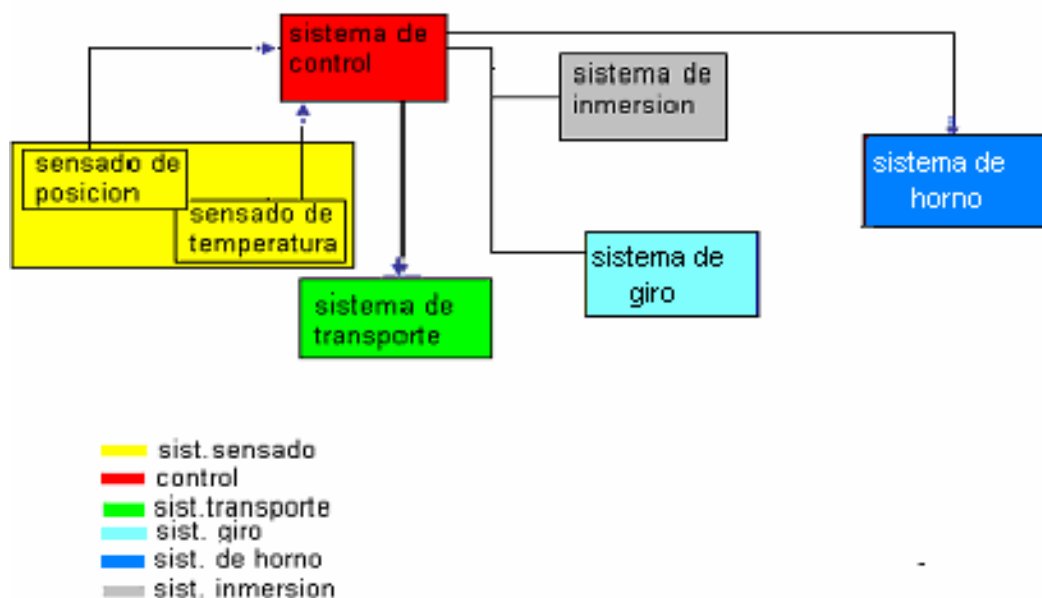 sistema de
control
sistema de
inmersion
sensado de
posicion
sistema de
horno
sensado de
temperatura
sistema de
giro
sistema de
transporte
sist.sensado
control
sist.transporte
sist. giro
sist. de horno
sist. inmersion